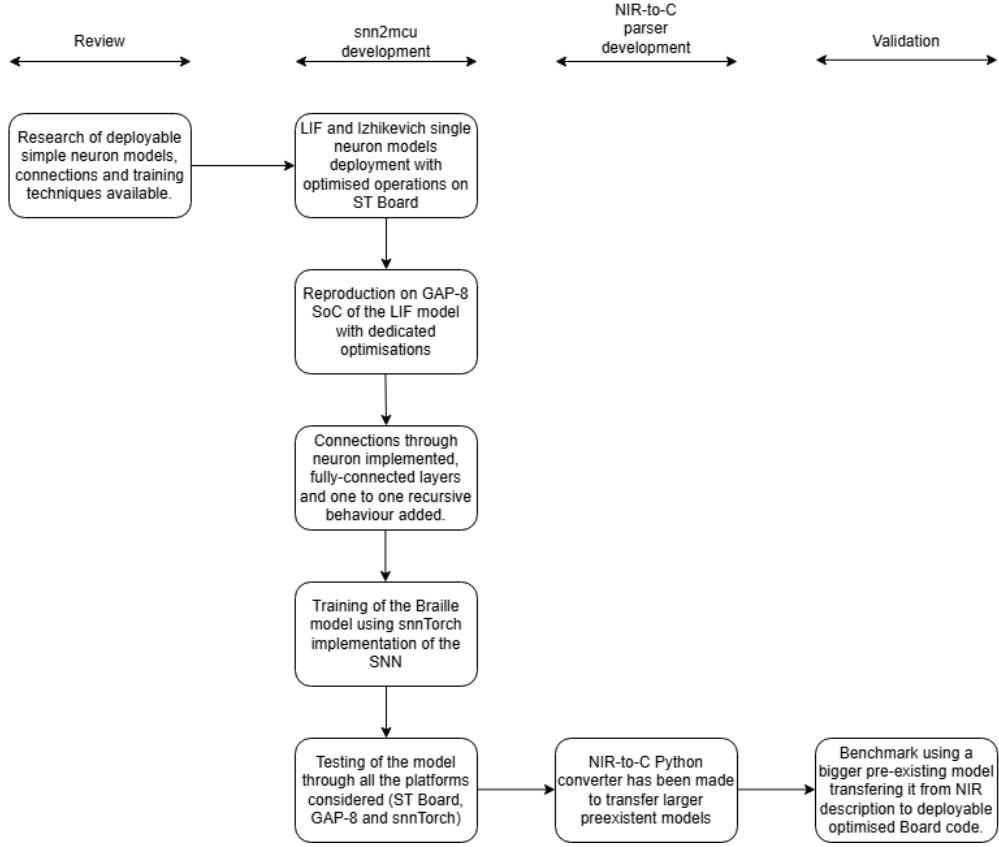 Review
snn2mcu
development
NIR-to-C
parser
development
Validation
Research of deployable
simple neuron models,
connections and training
techniques available.
LIF and Izhikevich single
neuron models
deployment with
optimised operations on
ST Board
Reproduction on GAP-8
SoC of the LIF model
with dedicated
optimisations
Connections through
neuron implemented,
fully-connected layers
and one to one recursive
behaviour added.
Training of the Braille
model using snnTorch
implementation of the
SNN
Testing of the model
through all the platforms
considered (ST Board,
GAP-8 and snnTorch)
NIR-to-C Python
converter has been made
to transfer larger
preexistent models
Benchmark using a
bigger pre-existing model
transfering it from NIR
description to deployable
optimised Board code.